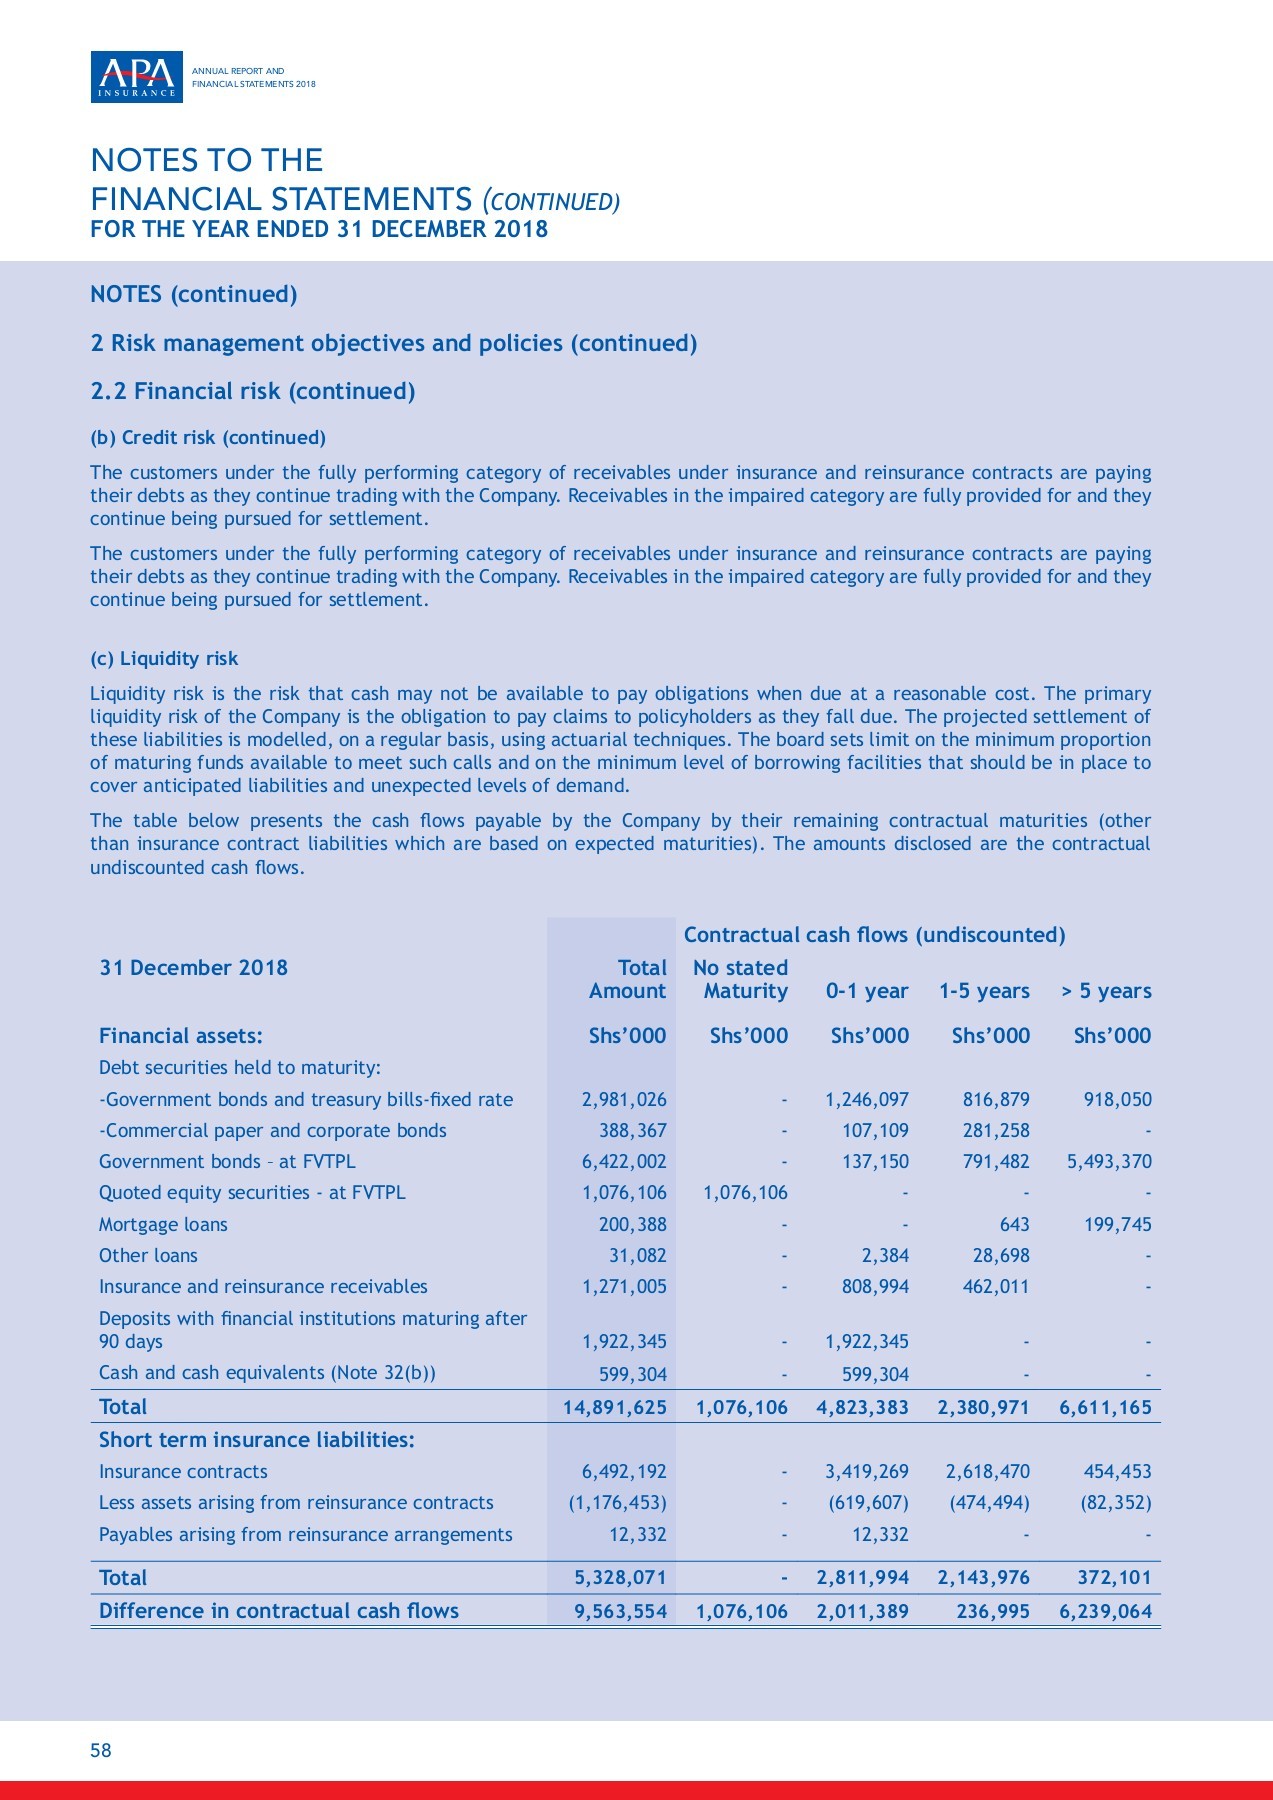 APA
INSURANCE
ANNUAL REPORT AND
FINANCIAL STATEMENTS 2018
NOTES TO THE
FINANCIAL STATEMENTS (CONTINUED)
FOR THE YEAR ENDED 31 DECEMBER 2018
NOTES (continued)
2 Risk management objectives and policies (continued)
2.2 Financial risk (continued)
(b) Credit risk (continued)
The customers under the fully performing category of receivables under insurance and reinsurance contracts are paying
their debts as they continue trading with the Company. Receivables in the impaired category are fully provided for and they
continue being pursued for settlement.
The customers under the fully performing category of receivables under insurance and reinsurance contracts are paying
their debts as they continue trading with the Company. Receivables in the impaired category are fully provided for and they
continue being pursued for settlement.
(c) Liquidity risk
Liquidity risk is the risk that cash may not be available to pay obligations when due at a reasonable cost. The primary
liquidity risk of the Company is the obligation to pay claims to policyholders as they fall due. The projected settlement of
these liabilities is modelled, on a regular basis, using actuarial techniques. The board sets limit on the minimum proportion
of maturing funds available to meet such calls and on the minimum level of borrowing facilities that should be in place to
cover anticipated liabilities and unexpected levels of demand.
The table below presents the cash flows payable by the Company by their remaining contractual maturities (other
than insurance contract liabilities which are based on expected maturities). The amounts disclosed are the contractual
undiscounted cash flows.
Contractual cash flows (undiscounted)
31 December 2018 Total No stated
Amount Maturity 0-1 year 1-5 years > 5 years
Financial assets: Shs’000 Shs’000 Shs’000 Shs’000 Shs’000
Debt securities held to maturity:
-Government bonds and treasury bills-fixed rate 2,981,026 - 1,246,097 816,879 918,050
-Commercial paper and corporate bonds 388,367 - 107,109 281,258 -
Government bonds – at FVTPL 6,422,002 - 137,150 791,482 5,493,370
Quoted equity securities - at FVTPL 1,076,106 1,076,106 - - -
Mortgage loans 200,388 - - 643 199,745
Other loans 31,082 - 2,384 28,698 -
Insurance and reinsurance receivables 1,271,005 - 808,994 462,011 -
Deposits with financial institutions maturing after
90 days 1,922,345 - 1,922,345 - -
Cash and cash equivalents (Note 32(b)) 599,304 - 599,304 - -
Total 14,891,625 1,076,106 4,823,383 2,380,971 6,611,165
Short term insurance liabilities:
Insurance contracts 6,492,192 - 3,419,269 2,618,470 454,453
Less assets arising from reinsurance contracts (1,176,453) - (619,607) (474,494) (82,352)
Payables arising from reinsurance arrangements 12,332 - 12,332 - -
Total 5,328,071 - 2,811,994 2,143,976 372,101
Difference in contractual cash flows 9,563,554 1,076,106 2,011,389 236,995 6,239,064
58